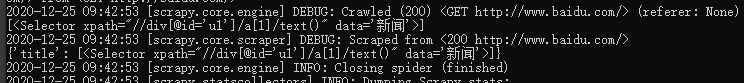 2020-12-25 09:42:53 [scrapy.core.engine] DEBUG: Crawled (200) <GET http://www.baidu.com/> (referer: None)
[<Selector xpath="//div[@id='u1']/a[1]/text()" data='新闻'>]
2020-12-25 09:42:53 [scrapy.core.scraper] DEBUG: Scraped from <200 http://www.baidu.com/>
{'title': [<Selector xpath="//div[@id='u1']/a[1]/text()" data='新闻'>]}
2020-12-25 09:42:53 [scrapy.core.engine] INFO: Closing spider (finished)
2020-12-25 09:42:53 [scrapy.statscollectors] INFO: Dumping Scrapy stats: